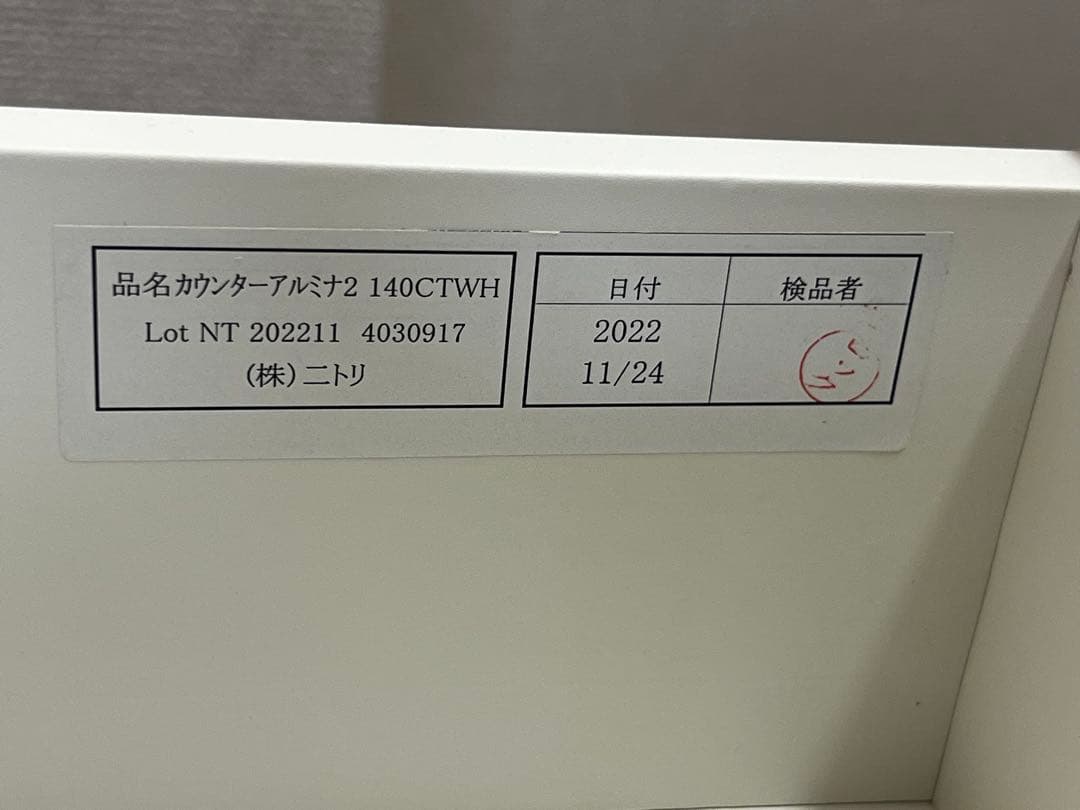 品名カウンターアルミナ2 140CTWH
Lot NT 202211 4030917
(株)ニトリ
日付
検品者
2022
11/24